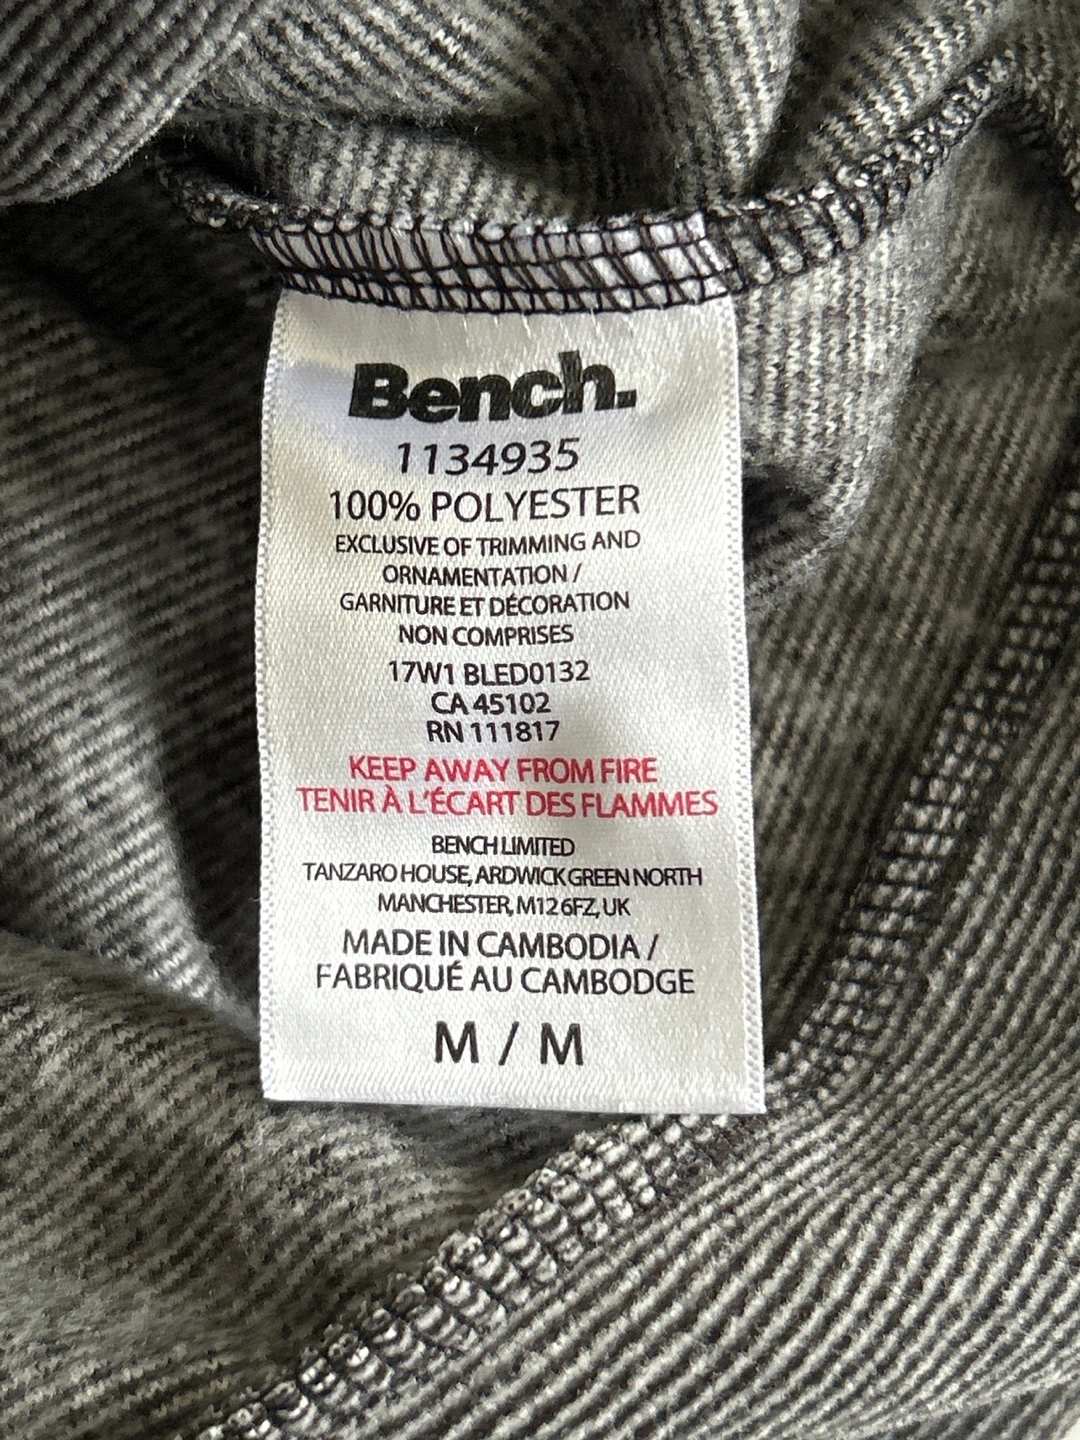 Bench.
1134935
100% POLYESTER
EXCLUSIVE OF TRIMMING AND
ORNAMENTATION /
GARNITURE ET DÉCORATION
NON COMPRISES
17W1 BLED0132
CA 45102
RN 111817
KEEP AWAY FROM FIRE
TENIR À L'ÉCART DES FLAMMES
BENCH LIMITED
TANZARO HOUSE, ARDWICK GREEN NORTH
MANCHESTER, M12 6FZ, UK
MADE IN CAMBODIA /
FABRIQUÉ AU CAMBODGE
M / M